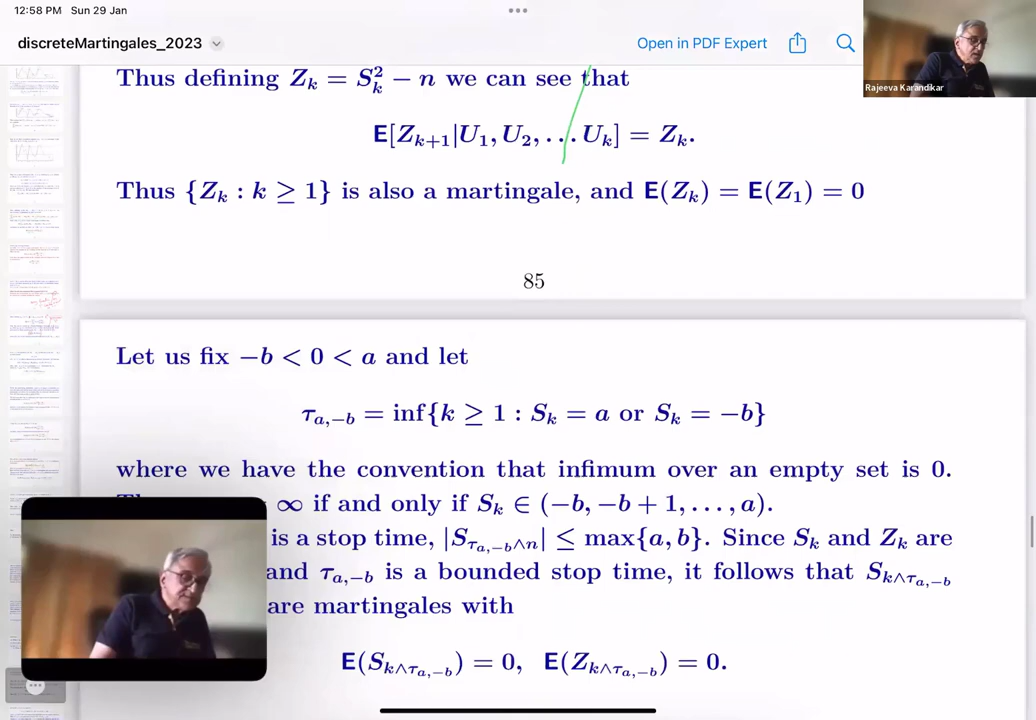 12:58 PM Sun 29 Jan
discreteMartingales_2023
Open in PDF Expert
Rajeeva Karandikar
Thus defining Z_k = S_k^2 − n we can see that
E[Z_{k+1}|U_1, U_2, . . . U_k] = Z_k.
Thus {Z_k : k ≥ 1} is also a martingale, and E(Z_k) = E(Z_1) = 0
85
Let us fix −b < 0 < a and let
τ_{a,−b} = inf{k ≥ 1 : S_k = a or S_k = −b}
where we have the convention that infimum over an empty set is 0.
∞ if and only if S_k ∈ (−b, −b + 1, . . . , a).
is a stop time, |S_{τ_{a,−b}∧n}| ≤ max{a, b}. Since S_k and Z_k are
and τ_{a,−b} is a bounded stop time, it follows that S_{k∧τ_{a,−b}}
are martingales with
E(S_{k∧τ_{a,−b}}) = 0, E(Z_{k∧τ_{a,−b}}) = 0.